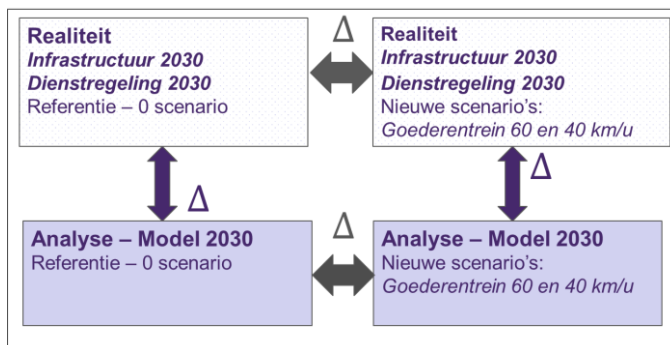 Realiteit
Infrastructuur 2030
Dienstregeling 2030
Referentie – 0 scenario
Δ
Realiteit
Infrastructuur 2030
Dienstregeling 2030
Nieuwe scenario's:
Goederentrein 60 en 40 km/u
Δ
Δ
Analyse – Model 2030
Referentie – 0 scenario
Δ
Analyse – Model 2030
Nieuwe scenario's:
Goederentrein 60 en 40 km/u